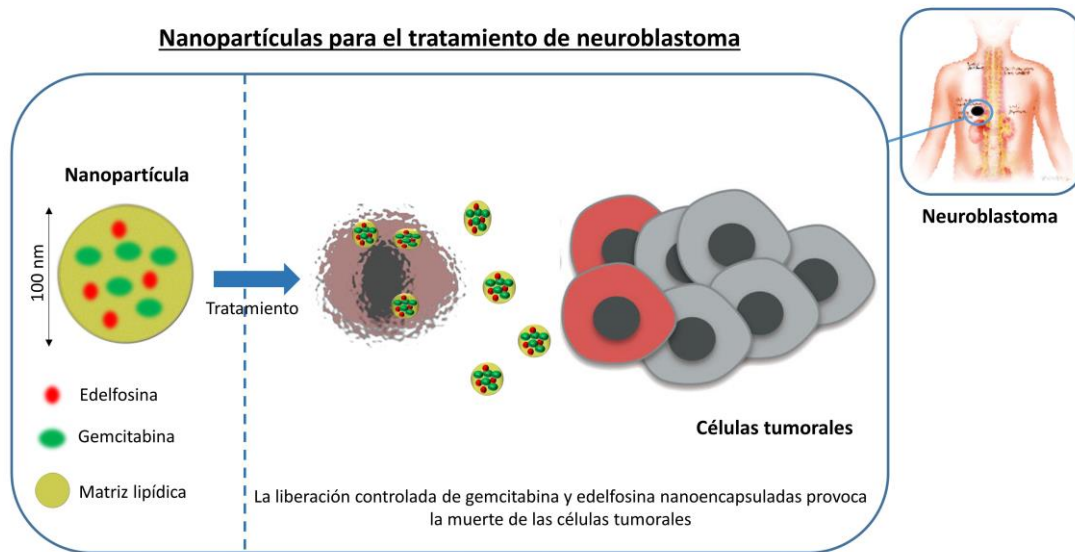 Nanopartículas para el tratamiento de neuroblastoma
Nanopartícula
100 nm
Tratamiento
Edelfosina
Gemcitabina
Matriz lipídica
Células tumorales
La liberación controlada de gemcitabina y edelfosina nanoencapsuladas provoca
la muerte de las células tumorales
Neuroblastoma